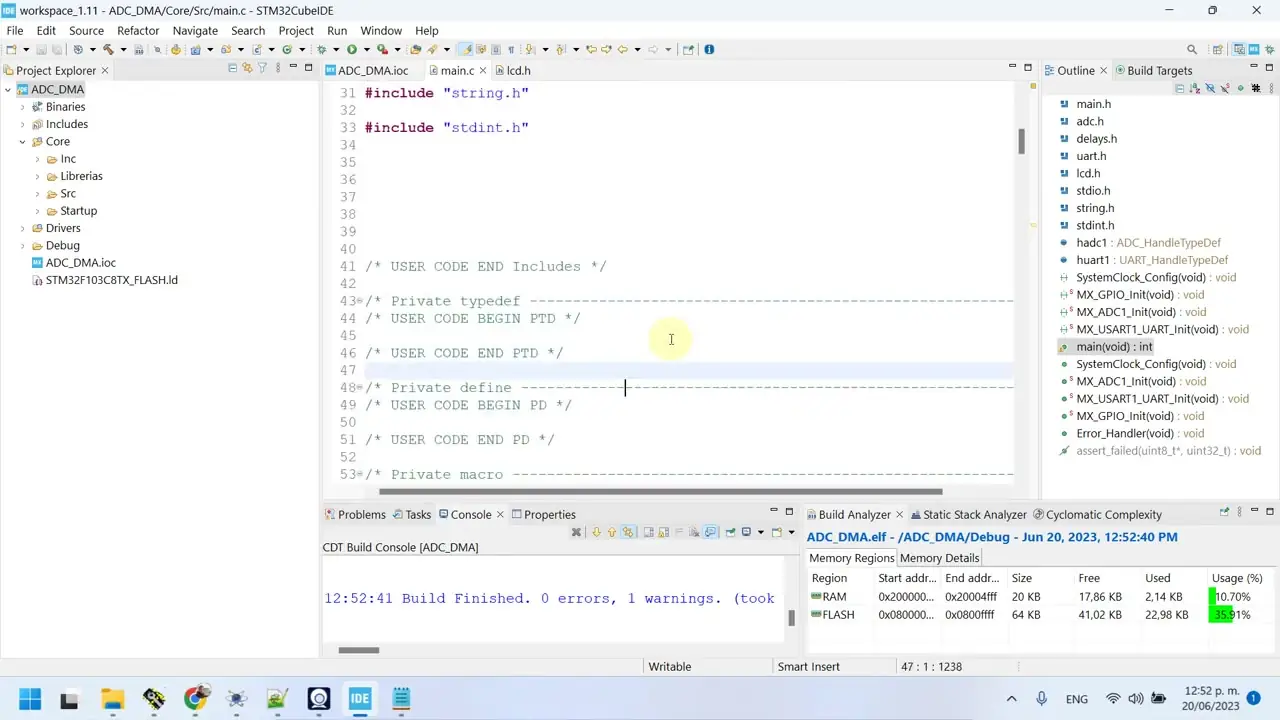 workspace_1.11 - ADC_DMA/Core/Src/main.c - STM32CubeIDE
File Edit Source Refactor Navigate Search Project Run Window Help
Project Explorer
ADC_DMA
Binaries
Includes
Core
Inc
Librerias
Src
Startup
Drivers
Debug
ADC_DMA.ioc
STM32F103C8TX_FLASH.ld
ADC_DMA.ioc main.c lcd.h
31 #include "string.h"
32
33 #include "stdint.h"
34
35
36
37
38
39
40
41 /* USER CODE END Includes */
42
43 /* Private typedef -----------------------------------------------------------
44 /* USER CODE BEGIN PTD */
45
46 /* USER CODE END PTD */
47
48 /* Private define ------------------------------------------------------------
49 /* USER CODE BEGIN PD */
50
51 /* USER CODE END PD */
52
53 /* Private macro -------------------------------------------------------------
Outline Build Targets
main.h
adc.h
delays.h
uart.h
lcd.h
stdio.h
string.h
stdint.h
hadc1 : ADC_HandleTypeDef
huart1 : UART_HandleTypeDef
SystemClock_Config(void) : void
MX_GPIO_Init(void) : void
MX_ADC1_Init(void) : void
MX_USART1_UART_Init(void) : void
main(void) : int
SystemClock_Config(void) : void
MX_ADC1_Init(void) : void
MX_USART1_UART_Init(void) : void
MX_GPIO_Init(void) : void
Error_Handler(void) : void
assert_failed(uint8_t*, uint32_t) : void
Problems Tasks Console Properties
CDT Build Console [ADC_DMA]
12:52:41 Build Finished. 0 errors, 1 warnings. (took
Build Analyzer Static Stack Analyzer Cyclomatic Complexity
ADC_DMA.elf - /ADC_DMA/Debug - Jun 20, 2023, 12:52:40 PM
Memory Regions Memory Details
Region Start addr... End addr... Size Free Used Usage (%)
RAM 0x200000... 0x20004fff 20 KB 17,86 KB 2,14 KB 10.70%
FLASH 0x080000... 0x0800ffff 64 KB 41,02 KB 22,98 KB 35.91%
Writable Smart Insert 47 : 1 : 1238
IDE
ENG
12:52 p. m.
20/06/2023
1